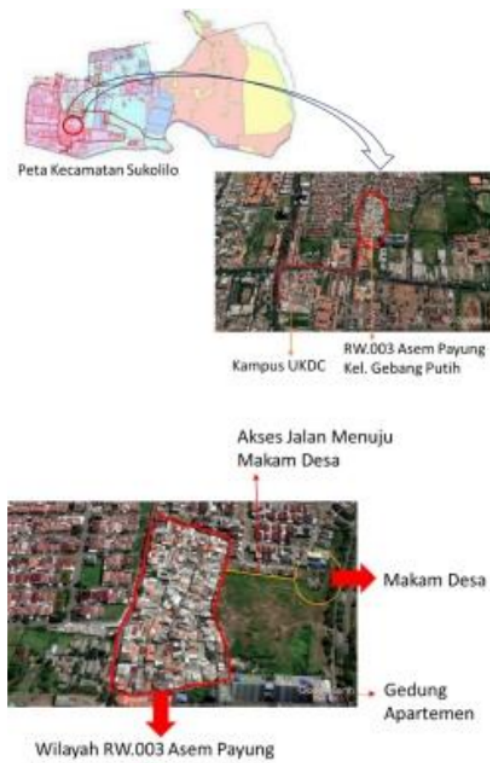 Peta Kecamatan Sukolilo
Kampus UKDC
RW.003 Asem Payung
Kel. Gebang Putih
Akses Jalan Menuju
Makam Desa
Makam Desa
Gedung
Apartemen
Wilayah RW.003 Asem Payung